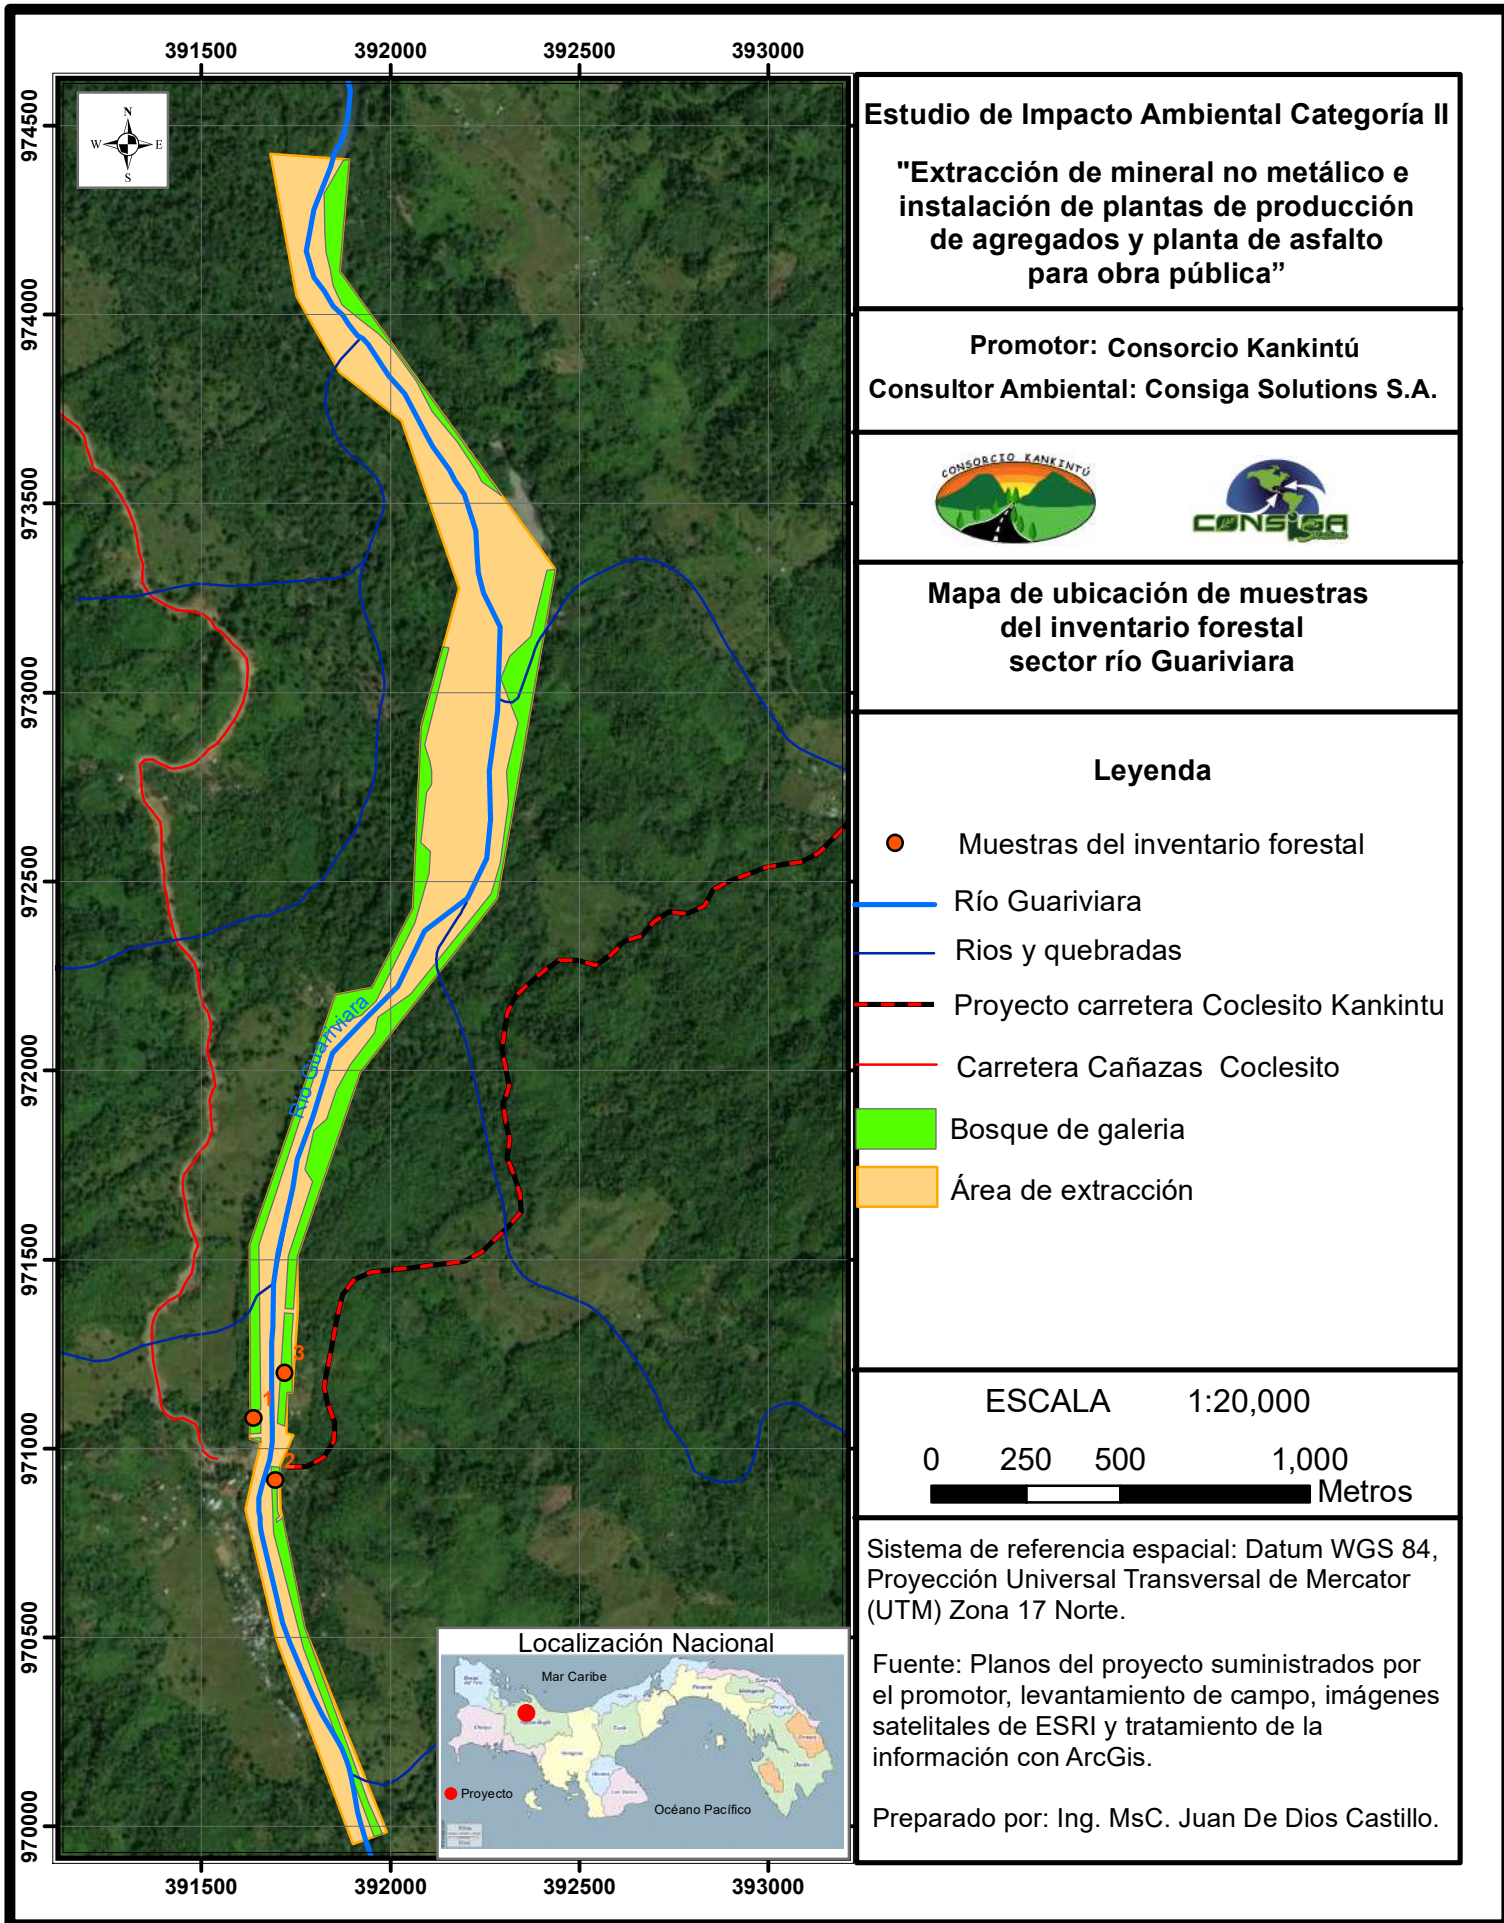 391500 392000 392500 393000
974500
974000
973500
973000
972500
972000
971500
971000
970500
970000
N
W E
S
Río Guariviara
3
1
2
391500 392000 392500 393000
Localización Nacional
Mar Caribe
Océano Pacífico
Proyecto
Estudio de Impacto Ambiental Categoría II
"Extracción de mineral no metálico e
instalación de plantas de producción
de agregados y planta de asfalto
para obra pública”
Promotor: Consorcio Kankintú
Consultor Ambiental: Consiga Solutions S.A.
CONSORCIO KANKINTÚ
CONSIGA
Mapa de ubicación de muestras
del inventario forestal
sector río Guariviara
Leyenda
Muestras del inventario forestal
Río Guariviara
Rios y quebradas
Proyecto carretera Coclesito Kankintu
Carretera Cañazas Coclesito
Bosque de galeria
Área de extracción
ESCALA 1:20,000
0 250 500 1,000
Metros
Sistema de referencia espacial: Datum WGS 84,
Proyección Universal Transversal de Mercator
(UTM) Zona 17 Norte.
Fuente: Planos del proyecto suministrados por
el promotor, levantamiento de campo, imágenes
satelitales de ESRI y tratamiento de la
información con ArcGis.
Preparado por: Ing. MsC. Juan De Dios Castillo.